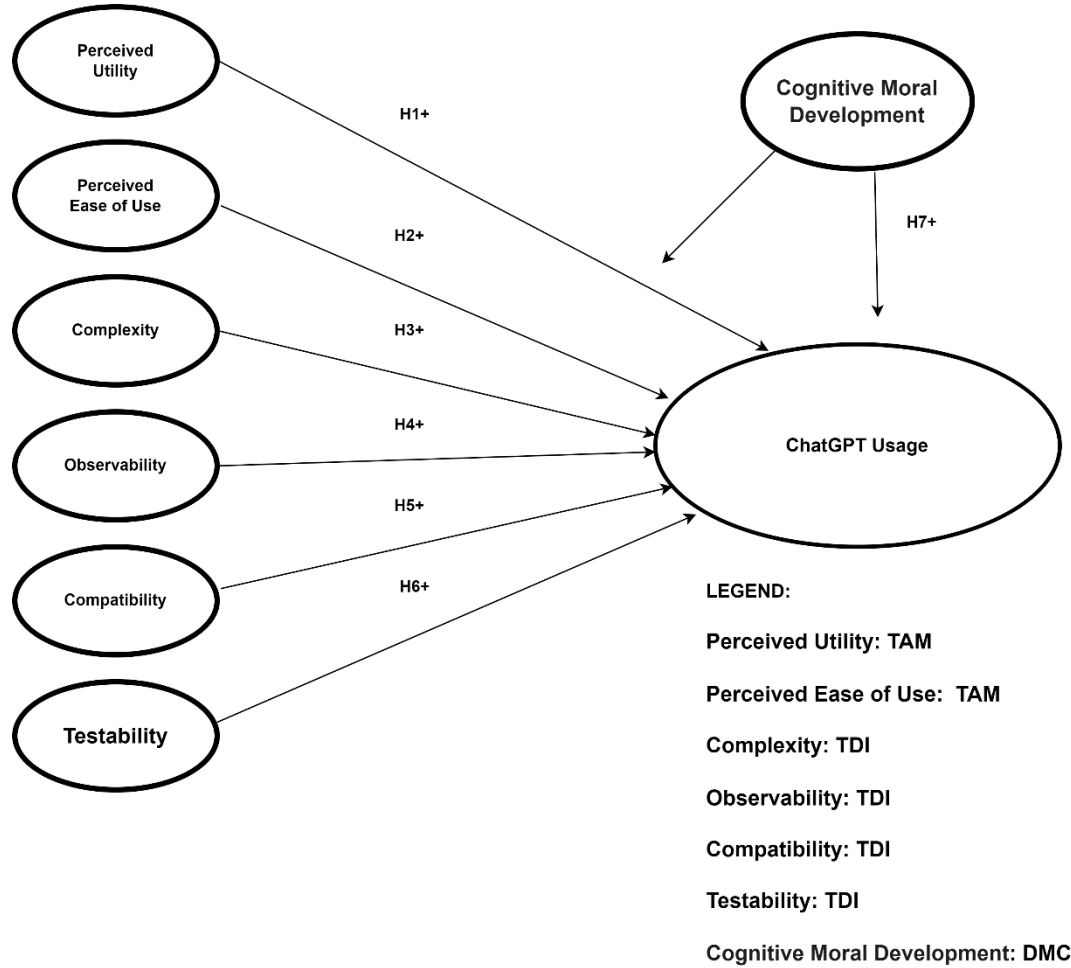 Perceived
Utility
H1+
Cognitive Moral
Development
Perceived
Ease of Use
H2+
H7+
Complexity
H3+
Observability
H4+
ChatGPT Usage
Compatibility
H5+
H6+
Testability
LEGEND:
Perceived Utility: TAM
Perceived Ease of Use: TAM
Complexity: TDI
Observability: TDI
Compatibility: TDI
Testability: TDI
Cognitive Moral Development: DMC